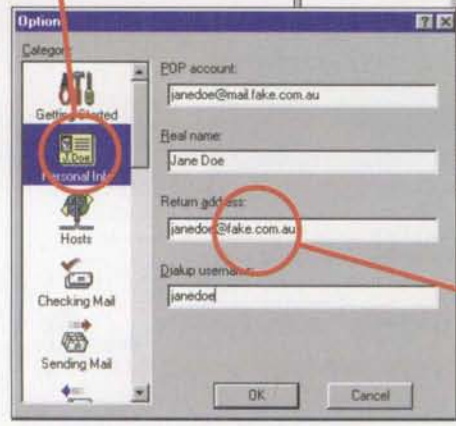 Options
Category:
Getting Started
J.Doe
Personal Info
Hosts
Checking Mail
Sending Mail
POP account:
janedoe@mail.fake.com.au
Real name:
Jane Doe
Return address:
janedoe@fake.com.au
Dialup username:
janedoe
OK
Cancel